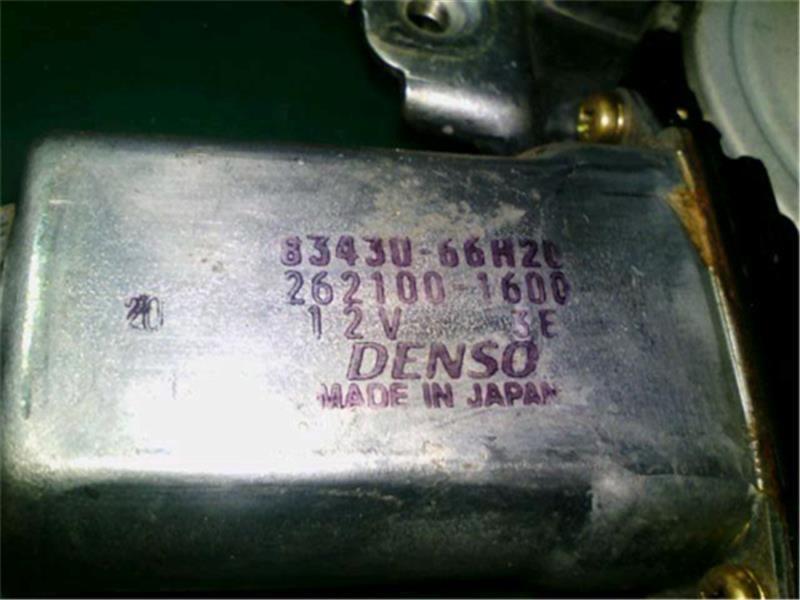 83430-66H20
262100-1600
20
12V 3E
DENSO
MADE IN JAPAN